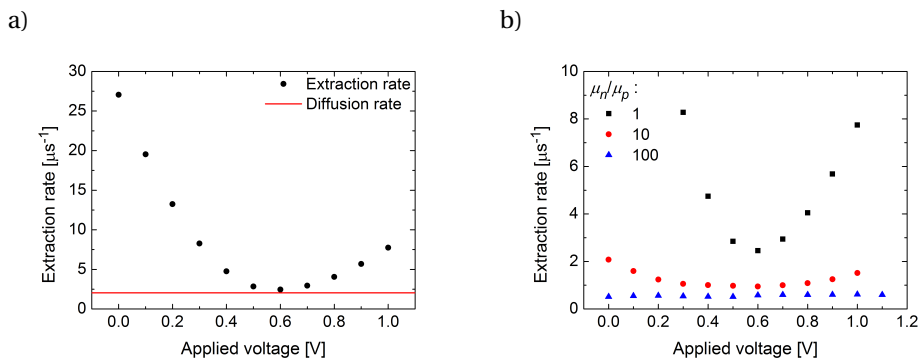 a)
30
25
20
15
10
5
0
Extraction rate [μs⁻¹]
Extraction rate
Diffusion rate
0.0 0.2 0.4 0.6 0.8 1.0
Applied voltage [V]
b)
10
8
6
4
2
0
Extraction rate [μs⁻¹]
μn/μp :
1
10
100
0.0 0.2 0.4 0.6 0.8 1.0 1.2
Applied voltage [V]